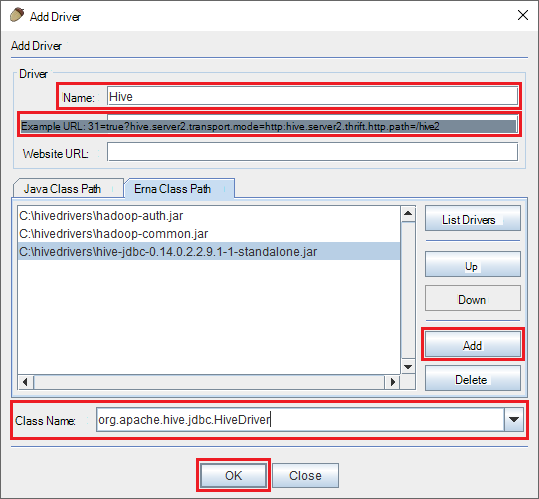 Add Driver
Add Driver
Driver
Name: Hive
Example URL: 31=true?hive.server2.transport.mode=http:hive.server2.thrift.http.path=/hive2
Website URL:
Java Class Path Erna Class Path
C:\hivedrivers\hadoop-auth.jar
C:\hivedrivers\hadoop-common.jar
C:\hivedrivers\hive-jdbc-0.14.0.2.2.9.1-1-standalone.jar
List Drivers
Up
Down
Add
Delete
Class Name: org.apache.hive.jdbc.HiveDriver
OK Close